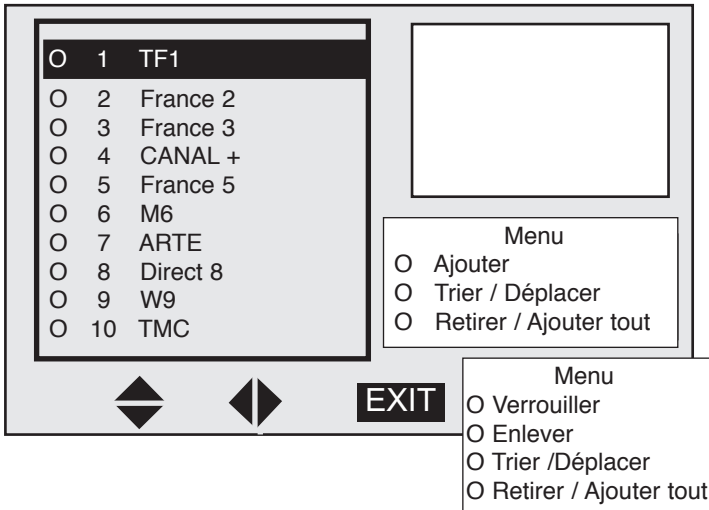 O 1 TF1
O 2 France 2
O 3 France 3
O 4 CANAL +
O 5 France 5
O 6 M6
O 7 ARTE
O 8 Direct 8
O 9 W9
O 10 TMC
Menu
O Ajouter
O Trier / Déplacer
O Retirer / Ajouter tout
EXIT
Menu
O Verrouiller
O Enlever
O Trier /Déplacer
O Retirer / Ajouter tout